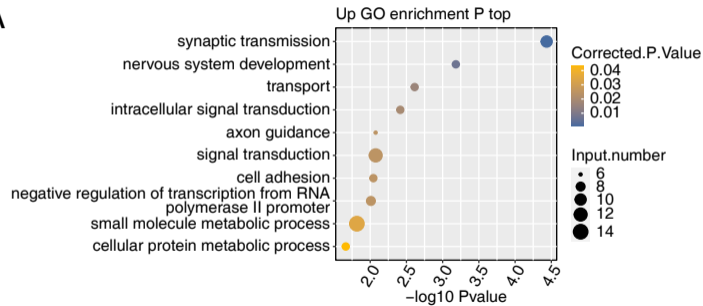 A
Up GO enrichment P top
synaptic transmission
nervous system development
transport
intracellular signal transduction
axon guidance
signal transduction
cell adhesion
negative regulation of transcription from RNA
polymerase II promoter
small molecule metabolic process
cellular protein metabolic process
2.0 2.5 3.0 3.5 4.0 4.5
−log10 Pvalue
Corrected.P.Value
0.04
0.03
0.02
0.01
Input.number
6
8
10
12
14